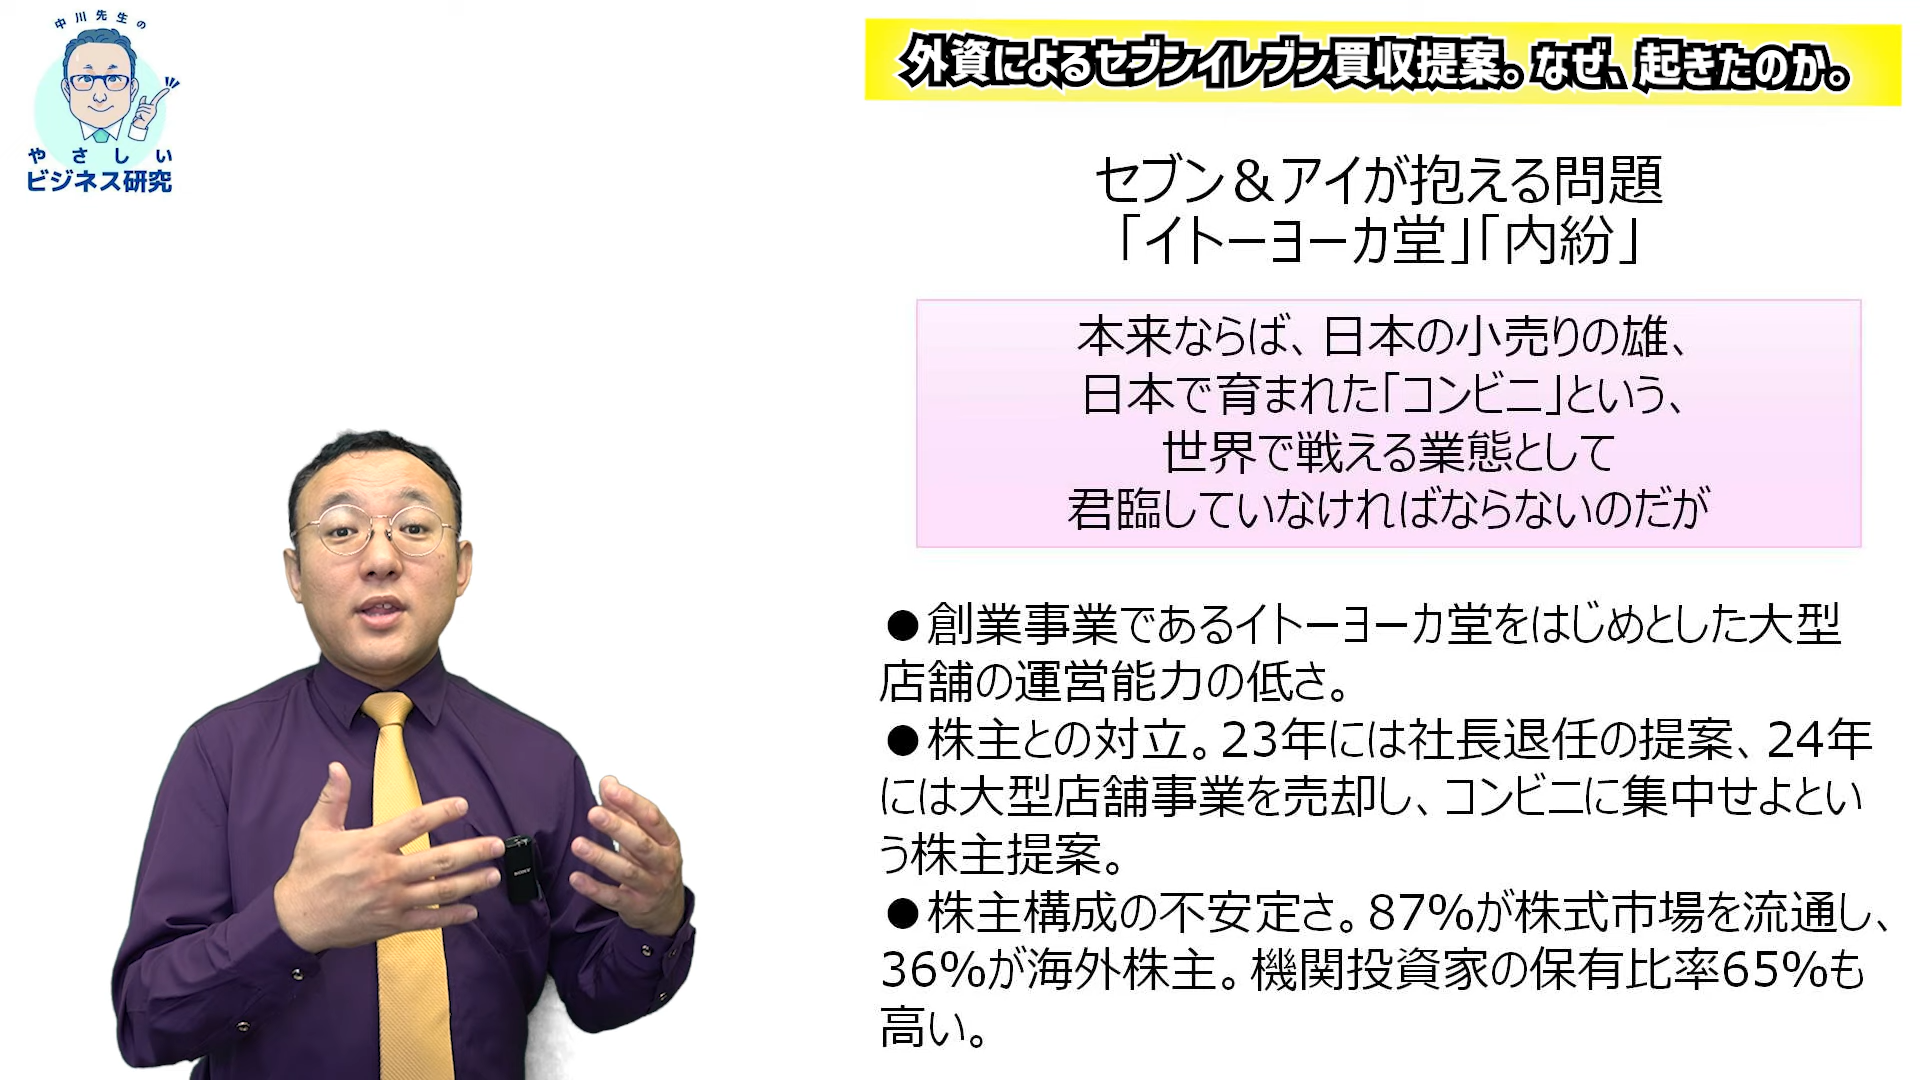 中川先生の
やさしい
ビジネス研究
外資によるセブンイレブン買収提案。なぜ、起きたのか。
セブン＆アイが抱える問題
「イトーヨーカ堂」「内紛」
本来ならば、日本の小売りの雄、
日本で育まれた「コンビニ」という、
世界で戦える業態として
君臨していなければならないのだが
●創業事業であるイトーヨーカ堂をはじめとした大型
店舗の運営能力の低さ。
●株主との対立。23年には社長退任の提案、24年
には大型店舗事業を売却し、コンビニに集中せよとい
う株主提案。
●株主構成の不安定さ。87%が株式市場を流通し、
36%が海外株主。機関投資家の保有比率65%も
高い。
SONY